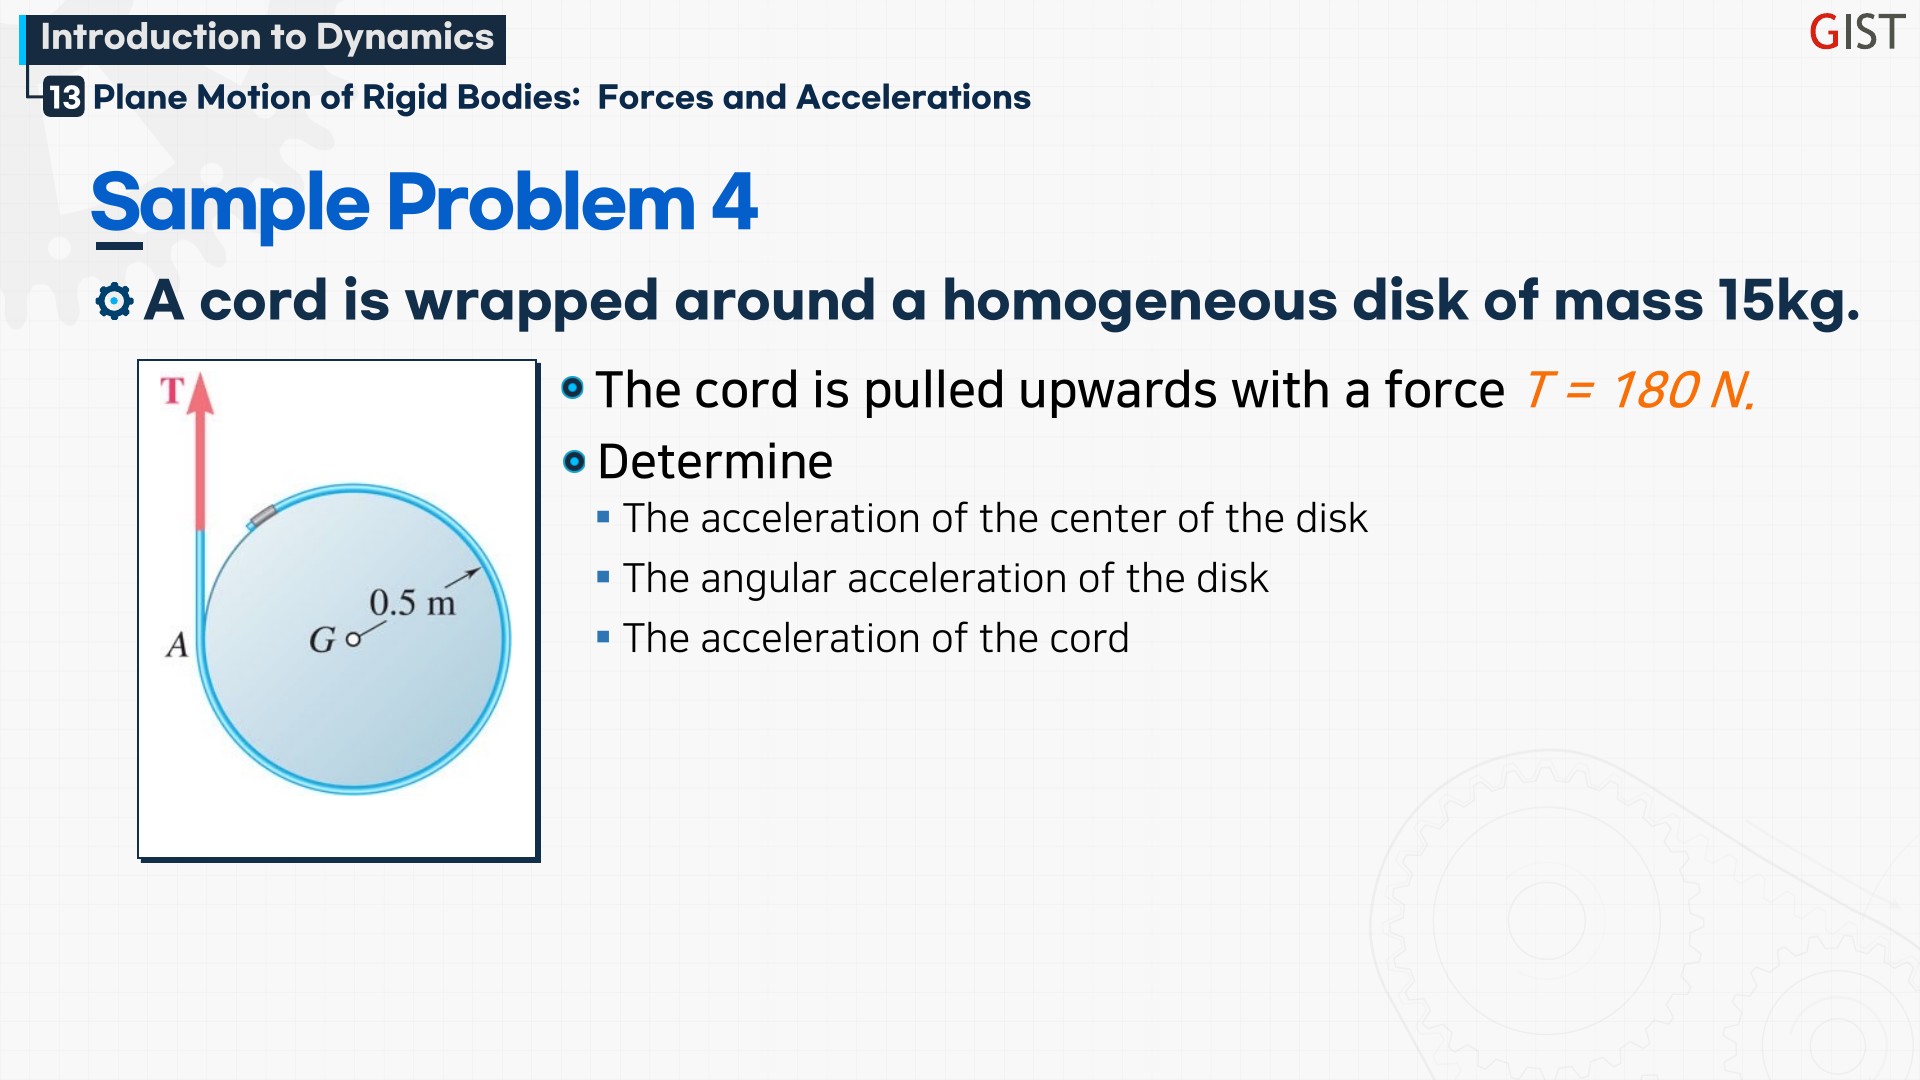 Introduction to Dynamics
GIST
13 Plane Motion of Rigid Bodies: Forces and Accelerations
Sample Problem 4
A cord is wrapped around a homogeneous disk of mass 15kg.
The cord is pulled upwards with a force T = 180 N.
Determine
The acceleration of the center of the disk
The angular acceleration of the disk
The acceleration of the cord
T
0.5 m
A
G